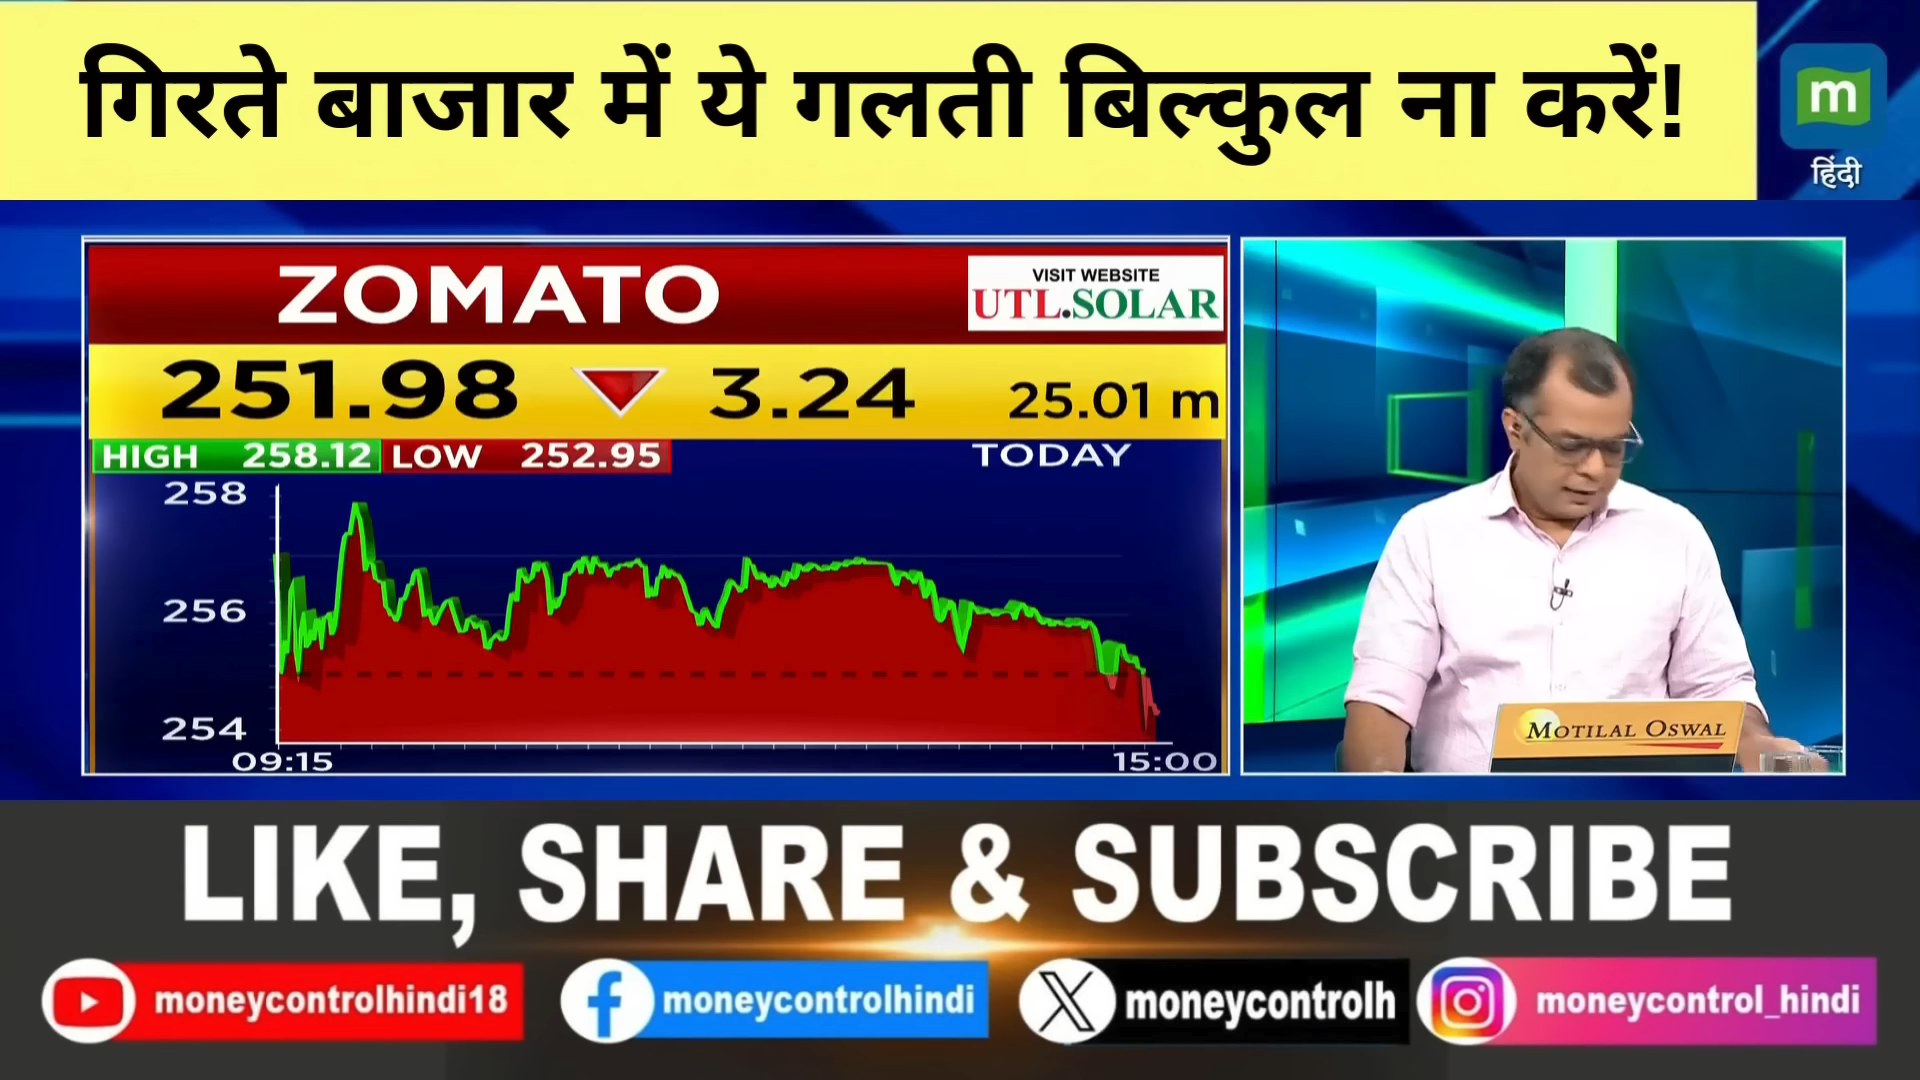 गिरते बाजार में ये गलती बिल्कुल ना करें!
m
हिंदी
ZOMATO
VISIT WEBSITE
UTL.SOLAR
251.98 3.24 25.01 m
HIGH 258.12 LOW 252.95 TODAY
258
256
254
09:15 15:00
MOTILAL OSWAL
LIKE, SHARE & SUBSCRIBE
moneycontrolhindi18 moneycontrolhindi moneycontrolh moneycontrol_hindi